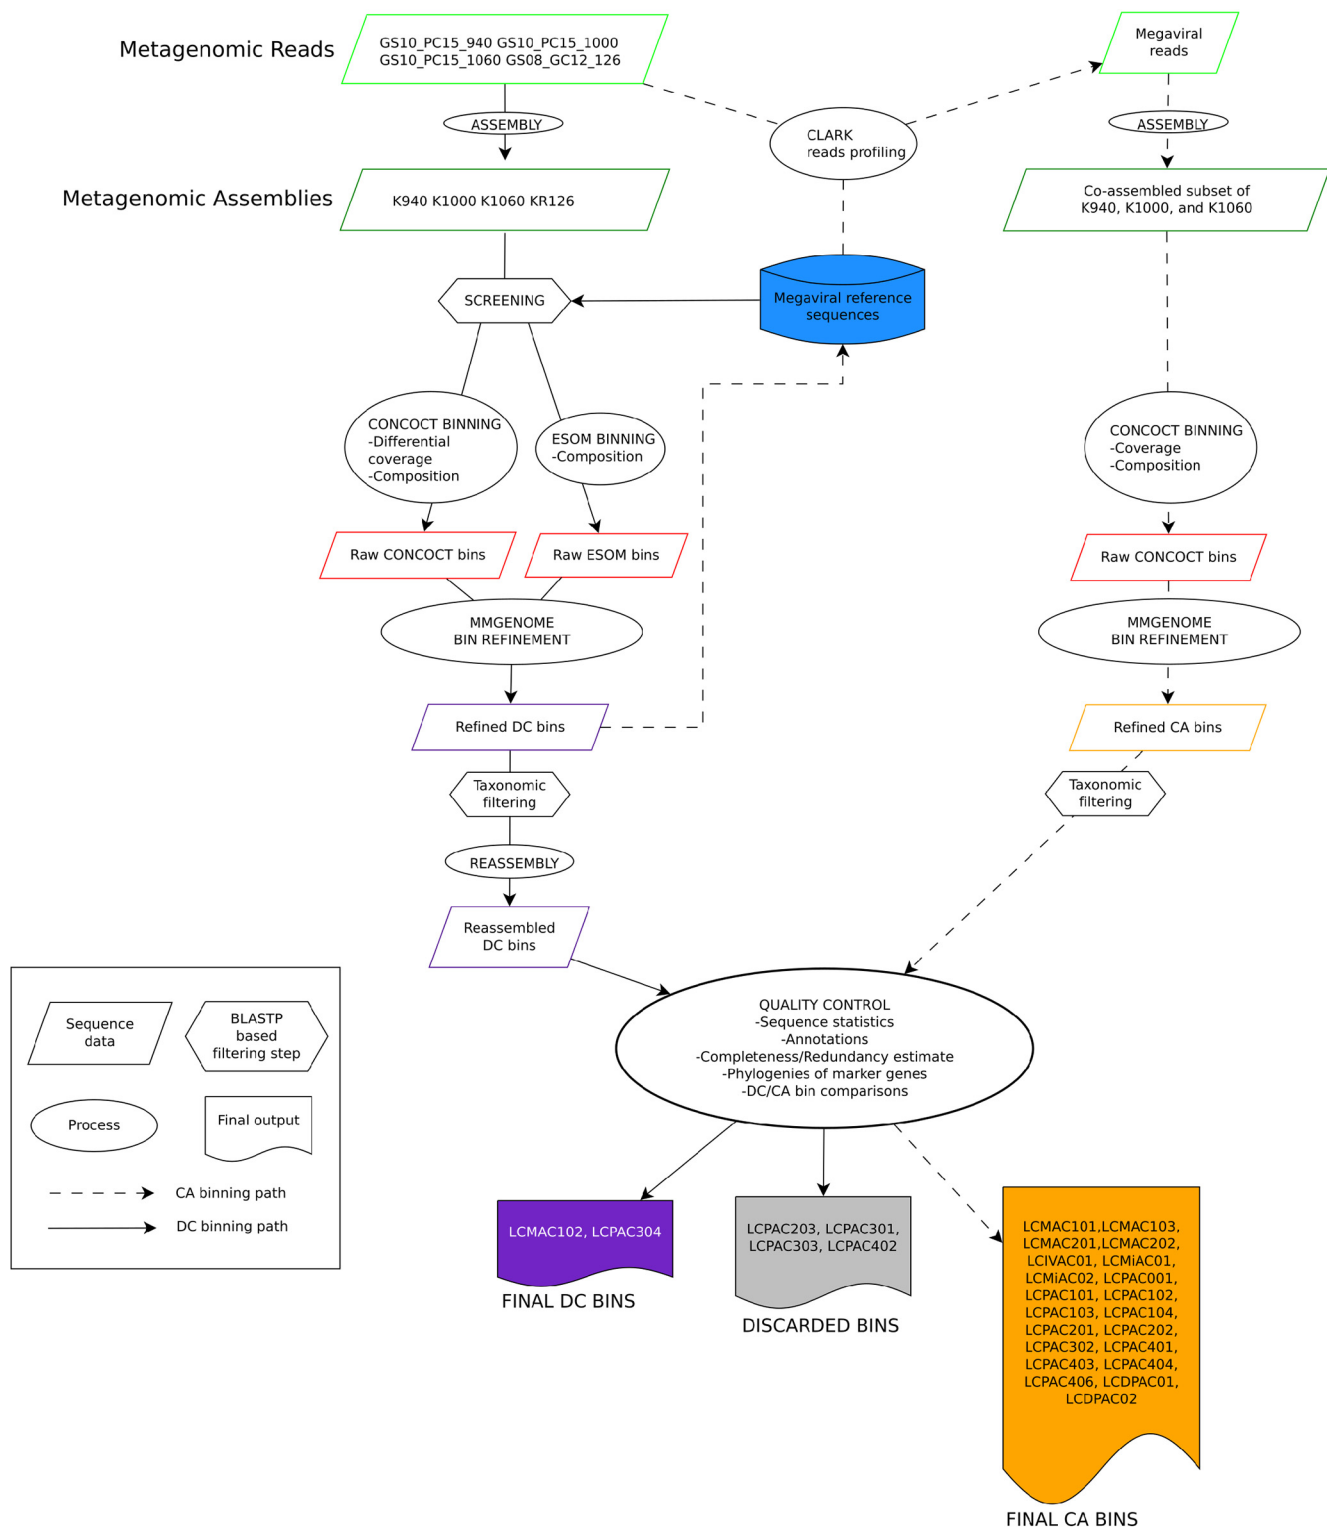 Metagenomic Reads
GS10_PC15_940 GS10_PC15_1000
GS10_PC15_1060 GS08_GC12_126
Megaviral
reads
ASSEMBLY
CLARK
reads profiling
ASSEMBLY
Metagenomic Assemblies
K940 K1000 K1060 KR126
Co-assembled subset of
K940, K1000, and K1060
SCREENING
Megaviral reference
sequences
CONCOCT BINNING
-Differential
coverage
-Composition
ESOM BINNING
-Composition
CONCOCT BINNING
-Coverage
-Composition
Raw CONCOCT bins
Raw ESOM bins
Raw CONCOCT bins
MMGENOME
BIN REFINEMENT
MMGENOME
BIN REFINEMENT
Refined DC bins
Refined CA bins
Taxonomic
filtering
Taxonomic
filtering
REASSEMBLY
Reassembled
DC bins
QUALITY CONTROL
-Sequence statistics
-Annotations
-Completeness/Redundancy estimate
-Phylogenies of marker genes
-DC/CA bin comparisons
Sequence
data
BLASTP
based
filtering step
Process
Final output
CA binning path
DC binning path
LCMAC102, LCPAC304
FINAL DC BINS
LCPAC203, LCPAC301,
LCPAC303, LCPAC402
DISCARDED BINS
LCMAC101,LCMAC103,
LCMAC201,LCMAC202,
LCIVAC01, LCMiAC01,
LCMiAC02, LCPAC001,
LCPAC101, LCPAC102,
LCPAC103, LCPAC104,
LCPAC201, LCPAC202,
LCPAC302, LCPAC401,
LCPAC403, LCPAC404,
LCPAC406, LCDPAC01,
LCDPAC02
FINAL CA BINS